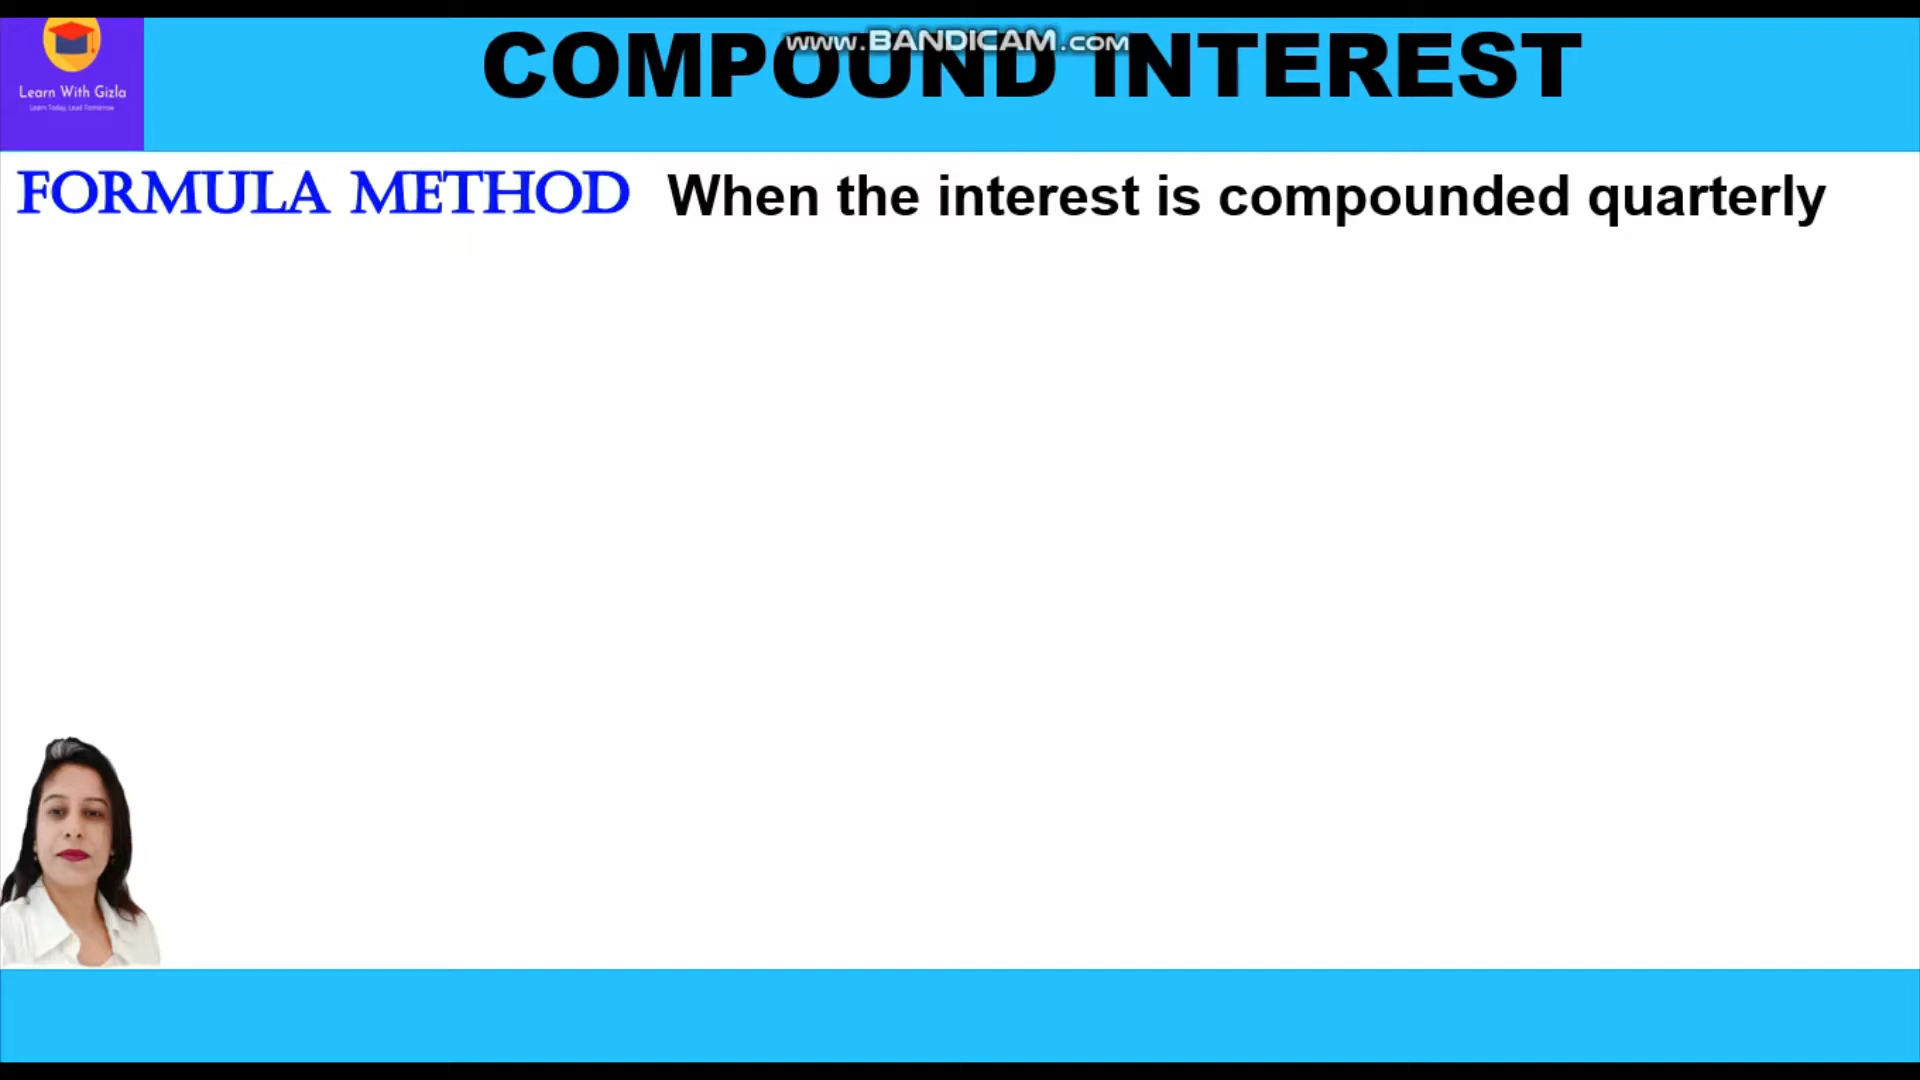 www.BANDICAM.com
COMPOUND INTEREST
Learn With Gizla
Learn Today, Lead Tomorrow
FORMULA METHOD When the interest is compounded quarterly